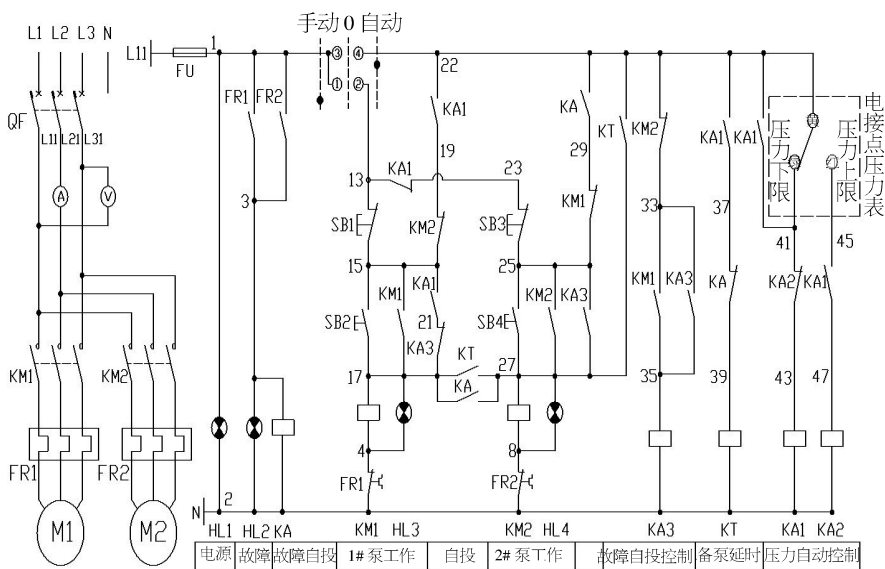 手动 0 自动
L1 L2 L3 N
L11
FU
1
③ ④
① ②
22
QF
L11 L21 L31
FR1 FR2
KA1
KA
KT
KM2
KA1 KA1
电接点压力表
压力下限
压力上限
A
V
3
13
KA1
19
23
29
SB1
KM2
SB3
KM1
33
37
41
45
15
25
KM1
KA1
KM2
KA3
KM1
KA3
KA
KA2
KA1
SB2
21
SB4
KA3
KT
KA
17
27
35
39
43
47
KM1
KM2
4
8
FR1
FR2
FR1
FR2
M1
M2
N
2
HL1 HL2 KA KM1 HL3 KM2 HL4 KA3 KT KA1 KA2
电源 故障 故障自投 1# 泵工作 自投 2# 泵工作 故障自投控制 备泵延时 压力自动控制